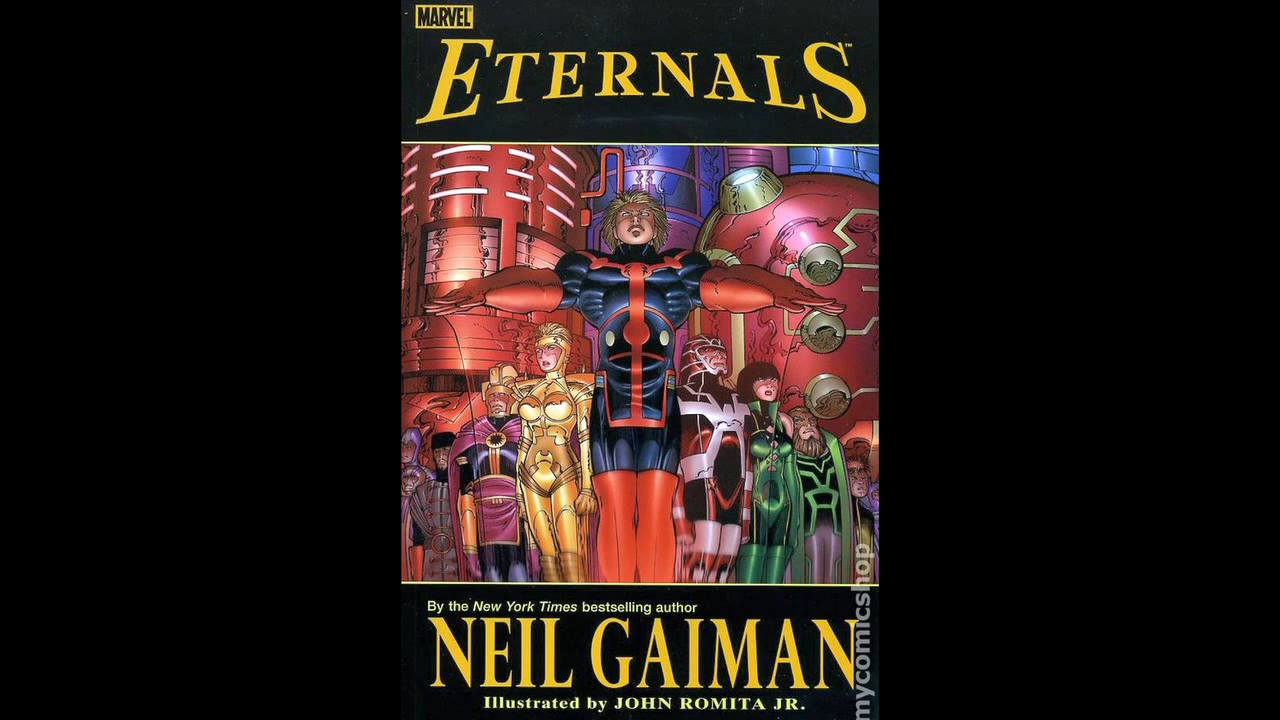 MARVEL
ETERNALS™
By the New York Times bestselling author
NEIL GAIMAN
Illustrated by JOHN ROMITA JR.
mycomicshop